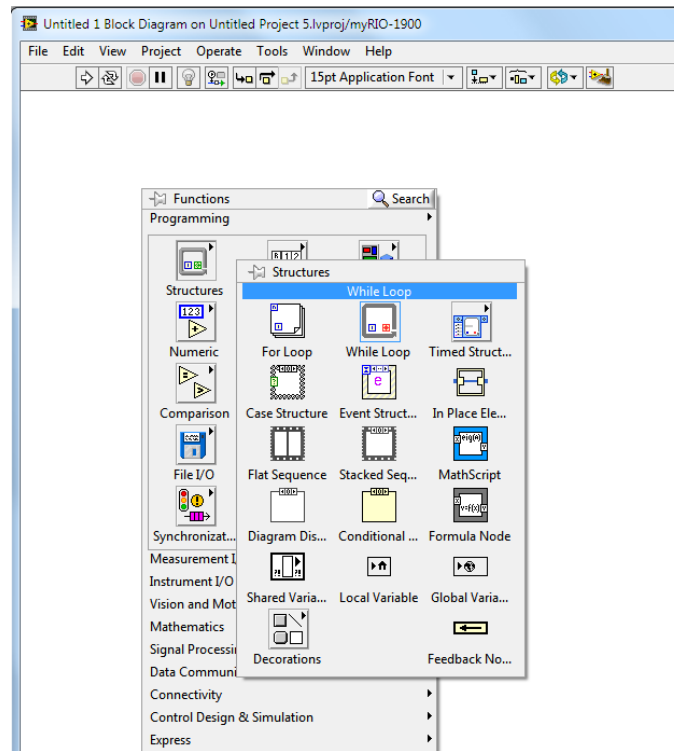 Untitled 1 Block Diagram on Untitled Project 5.lvproj/myRIO-1900
File Edit View Project Operate Tools Window Help
15pt Application Font
Functions Search
Programming
Structures
Numeric
Comparison
File I/O
Synchronizat...
Measurement I
Instrument I/O
Vision and Mot
Mathematics
Signal Processi
Data Communi
Connectivity
Control Design & Simulation
Express
Structures
While Loop
For Loop While Loop Timed Struct...
Case Structure Event Struct... In Place Ele...
Flat Sequence Stacked Seq... MathScript
Diagram Dis... Conditional ... Formula Node
Shared Varia... Local Variable Global Varia...
Decorations Feedback No...